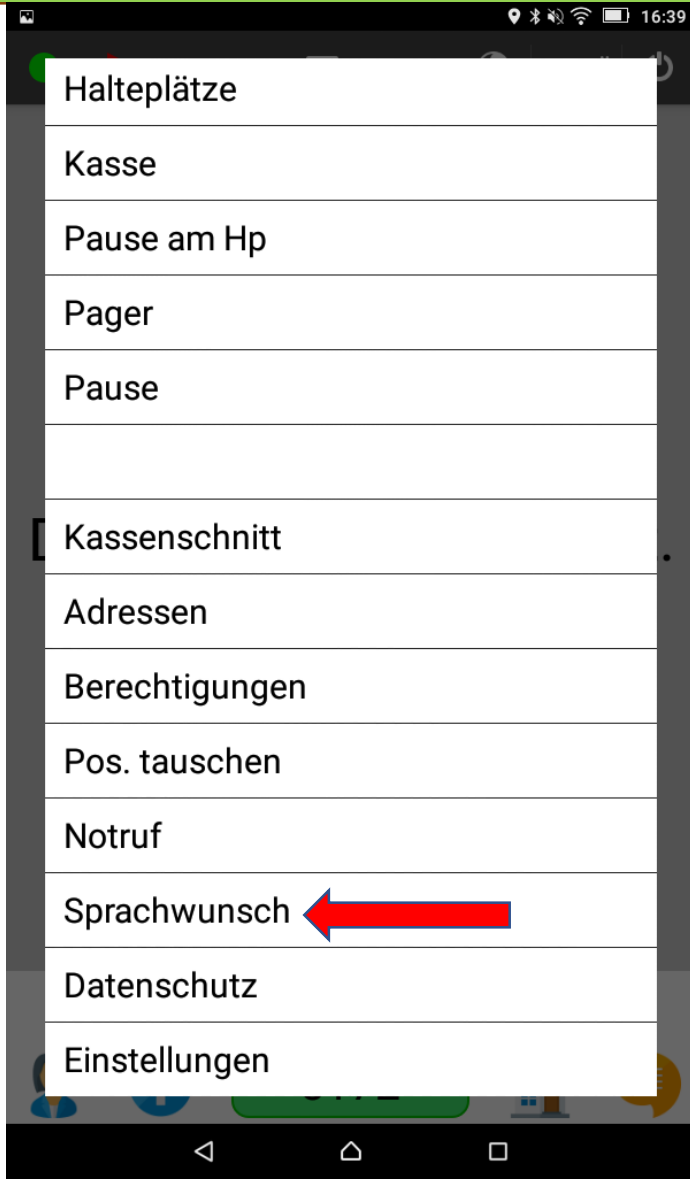 16:39
Halteplätze
Kasse
Pause am Hp
Pager
Pause
Kassenschnitt
Adressen
Berechtigungen
Pos. tauschen
Notruf
Sprachwunsch
Datenschutz
Einstellungen